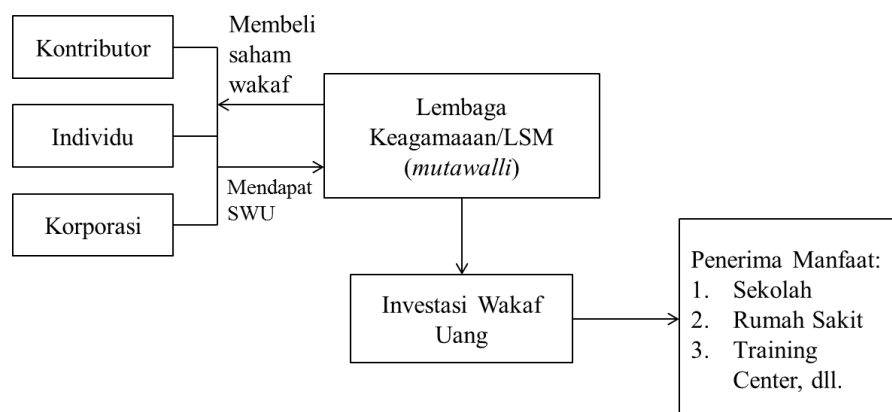 Kontributor
Individu
Korporasi
Membeli
saham
wakaf
Mendapat
SWU
Lembaga
Keagamaaan/LSM
(mutawalli)
Investasi Wakaf
Uang
Penerima Manfaat:
1. Sekolah
2. Rumah Sakit
3. Training
Center, dll.